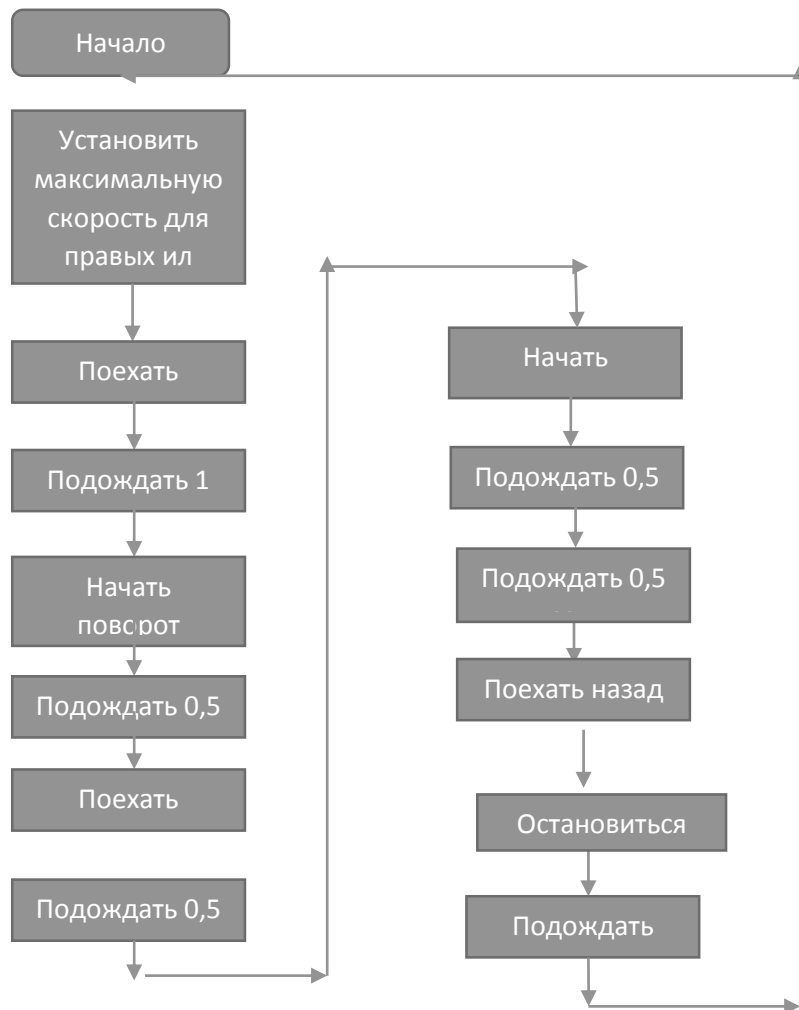 Начало
Установить
максимальную
скорость для
правых ил
Поехать
Подождать 1
Начать
поворот
Подождать 0,5
Поехать
Подождать 0,5
Начать
Подождать 0,5
Подождать 0,5
Поехать назад
Остановиться
Подождать